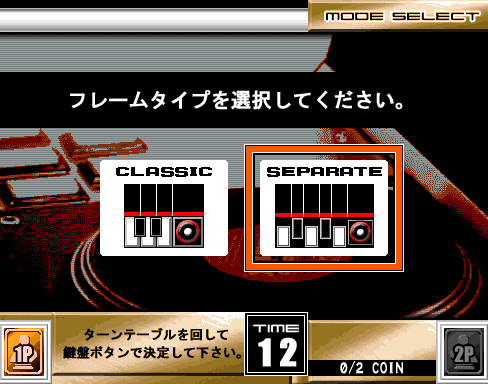 MODE SELECT
フレームタイプを選択してください。
CLASSIC
SEPARATE
1P
ターンテーブルを回して
鍵盤ボタンで決定して下さい。
TIME
12
0/2 COIN
2P